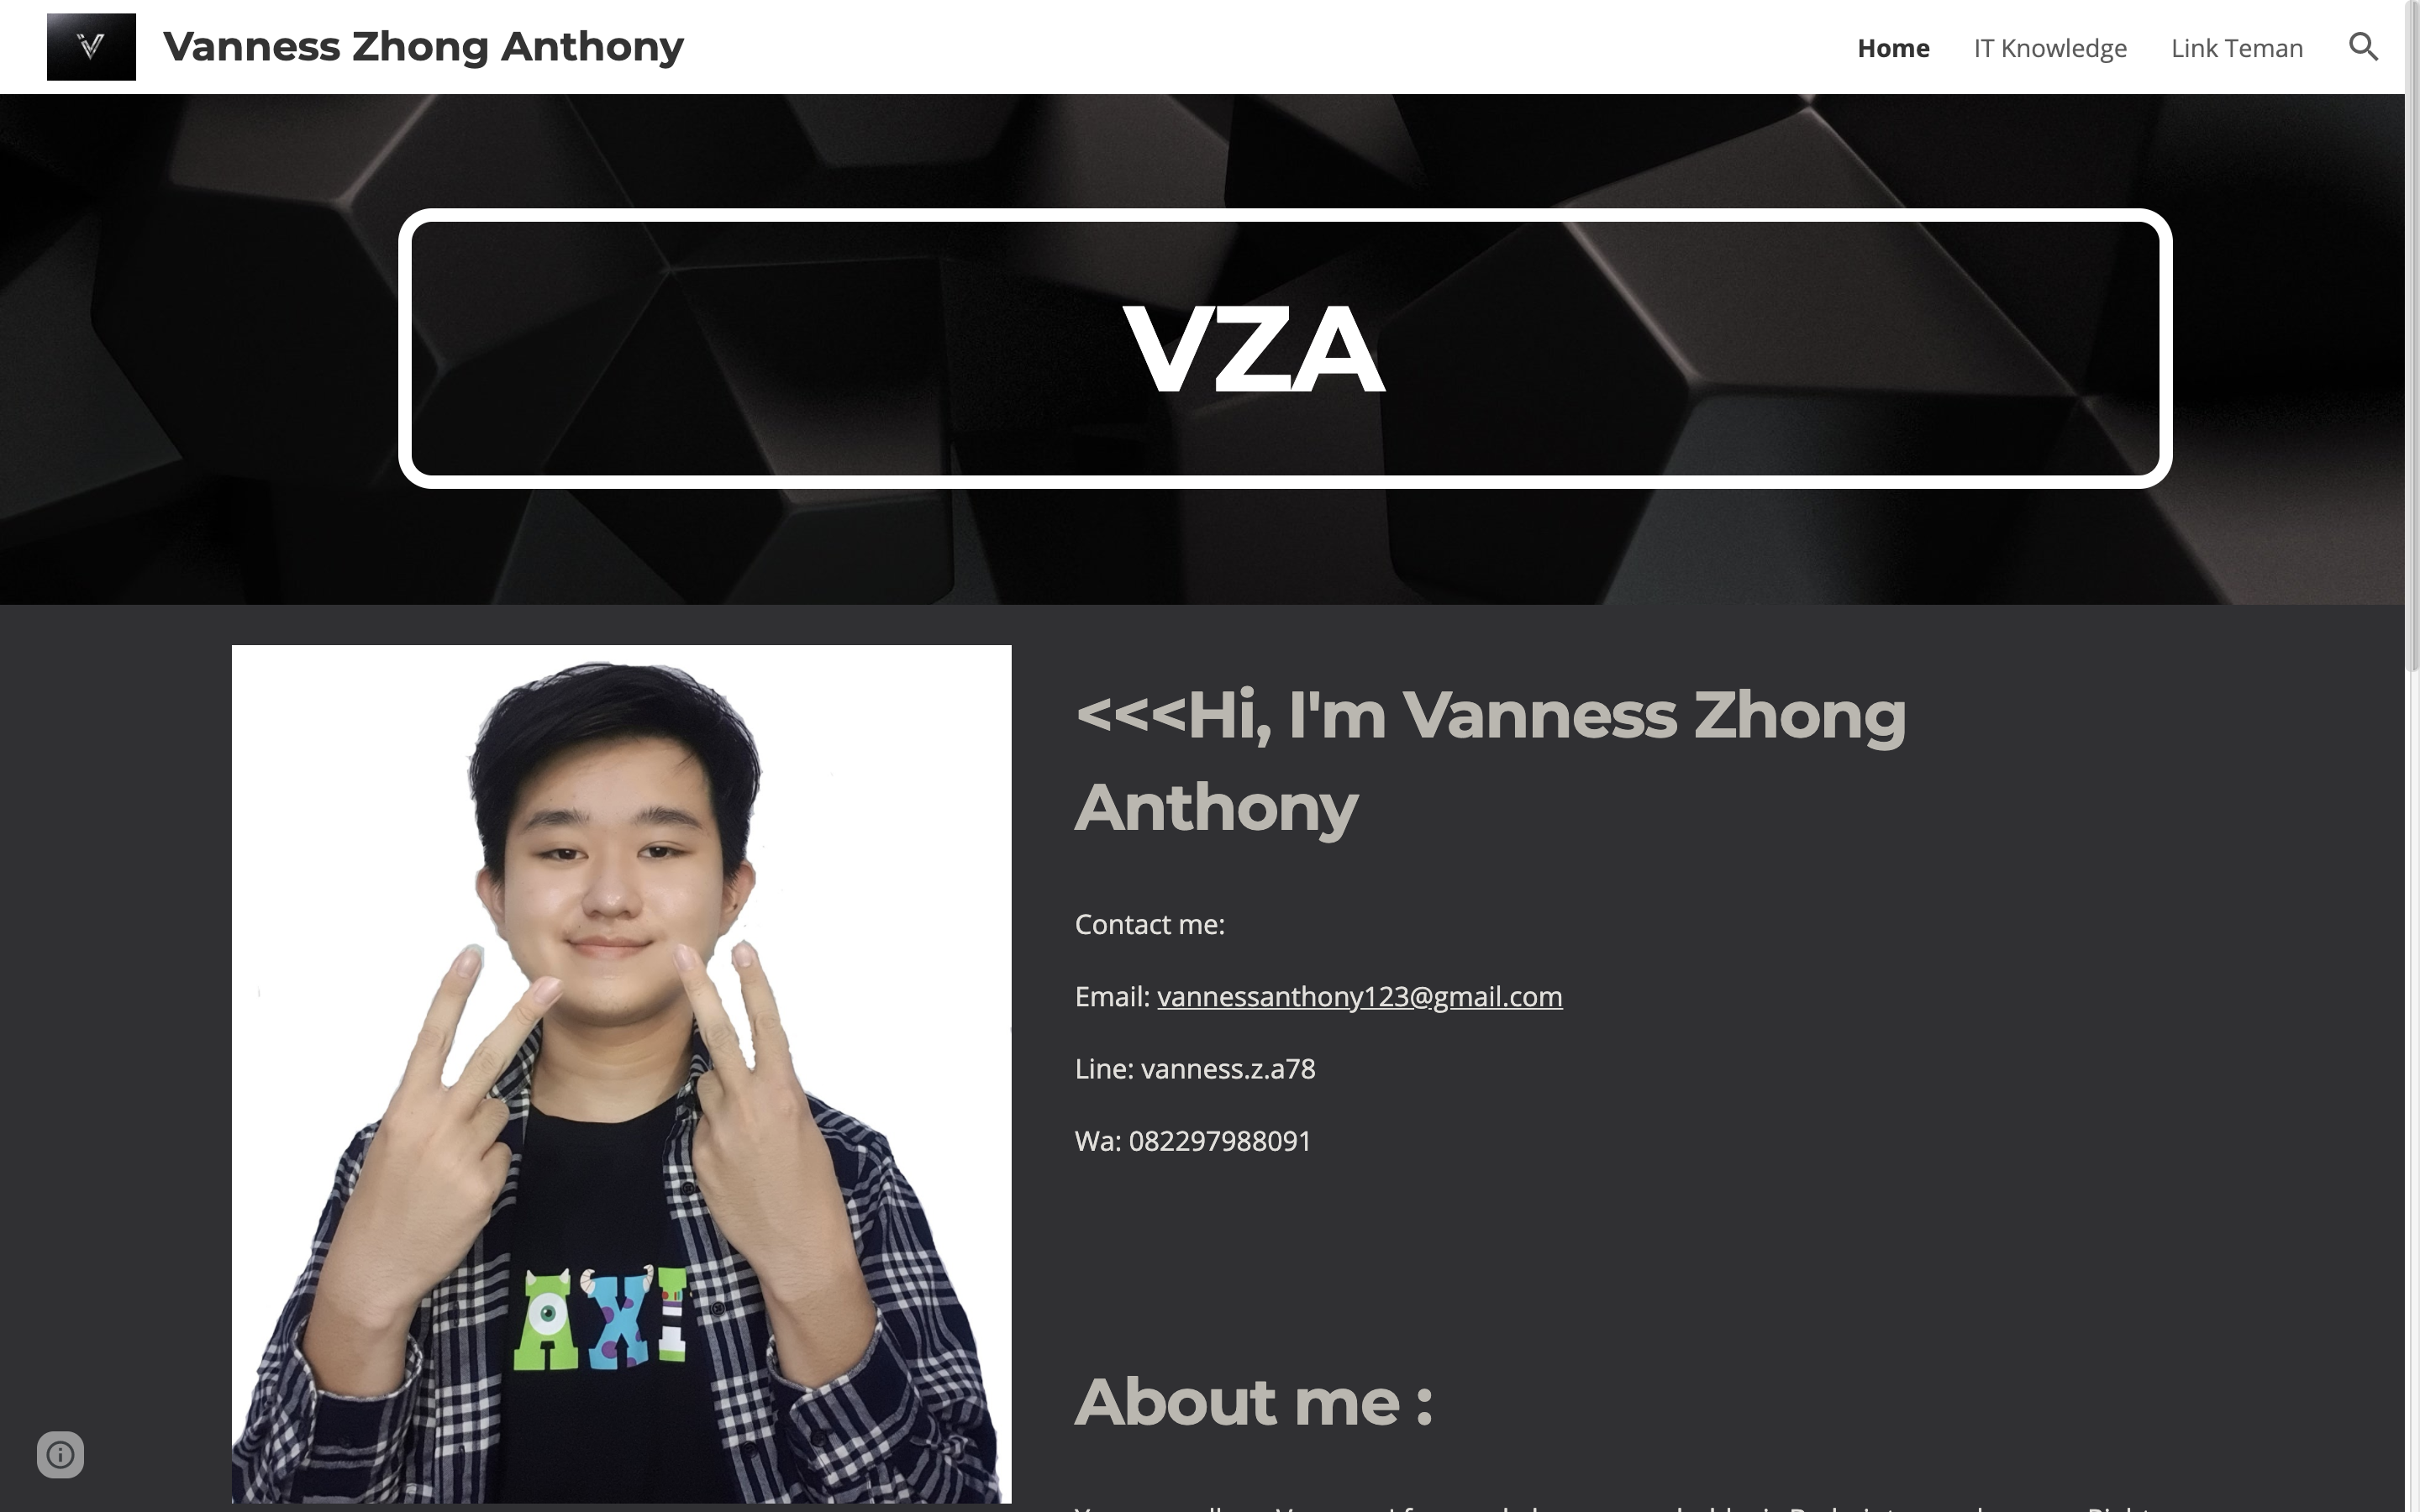 Vanness Zhong Anthony
Home
IT Knowledge
Link Teman
VZA
<<<Hi, I'm Vanness Zhong
Anthony
Contact me:
Email: vannessanthony123@gmail.com
Line: vanness.z.a78
Wa: 082297988091
AXI
About me :